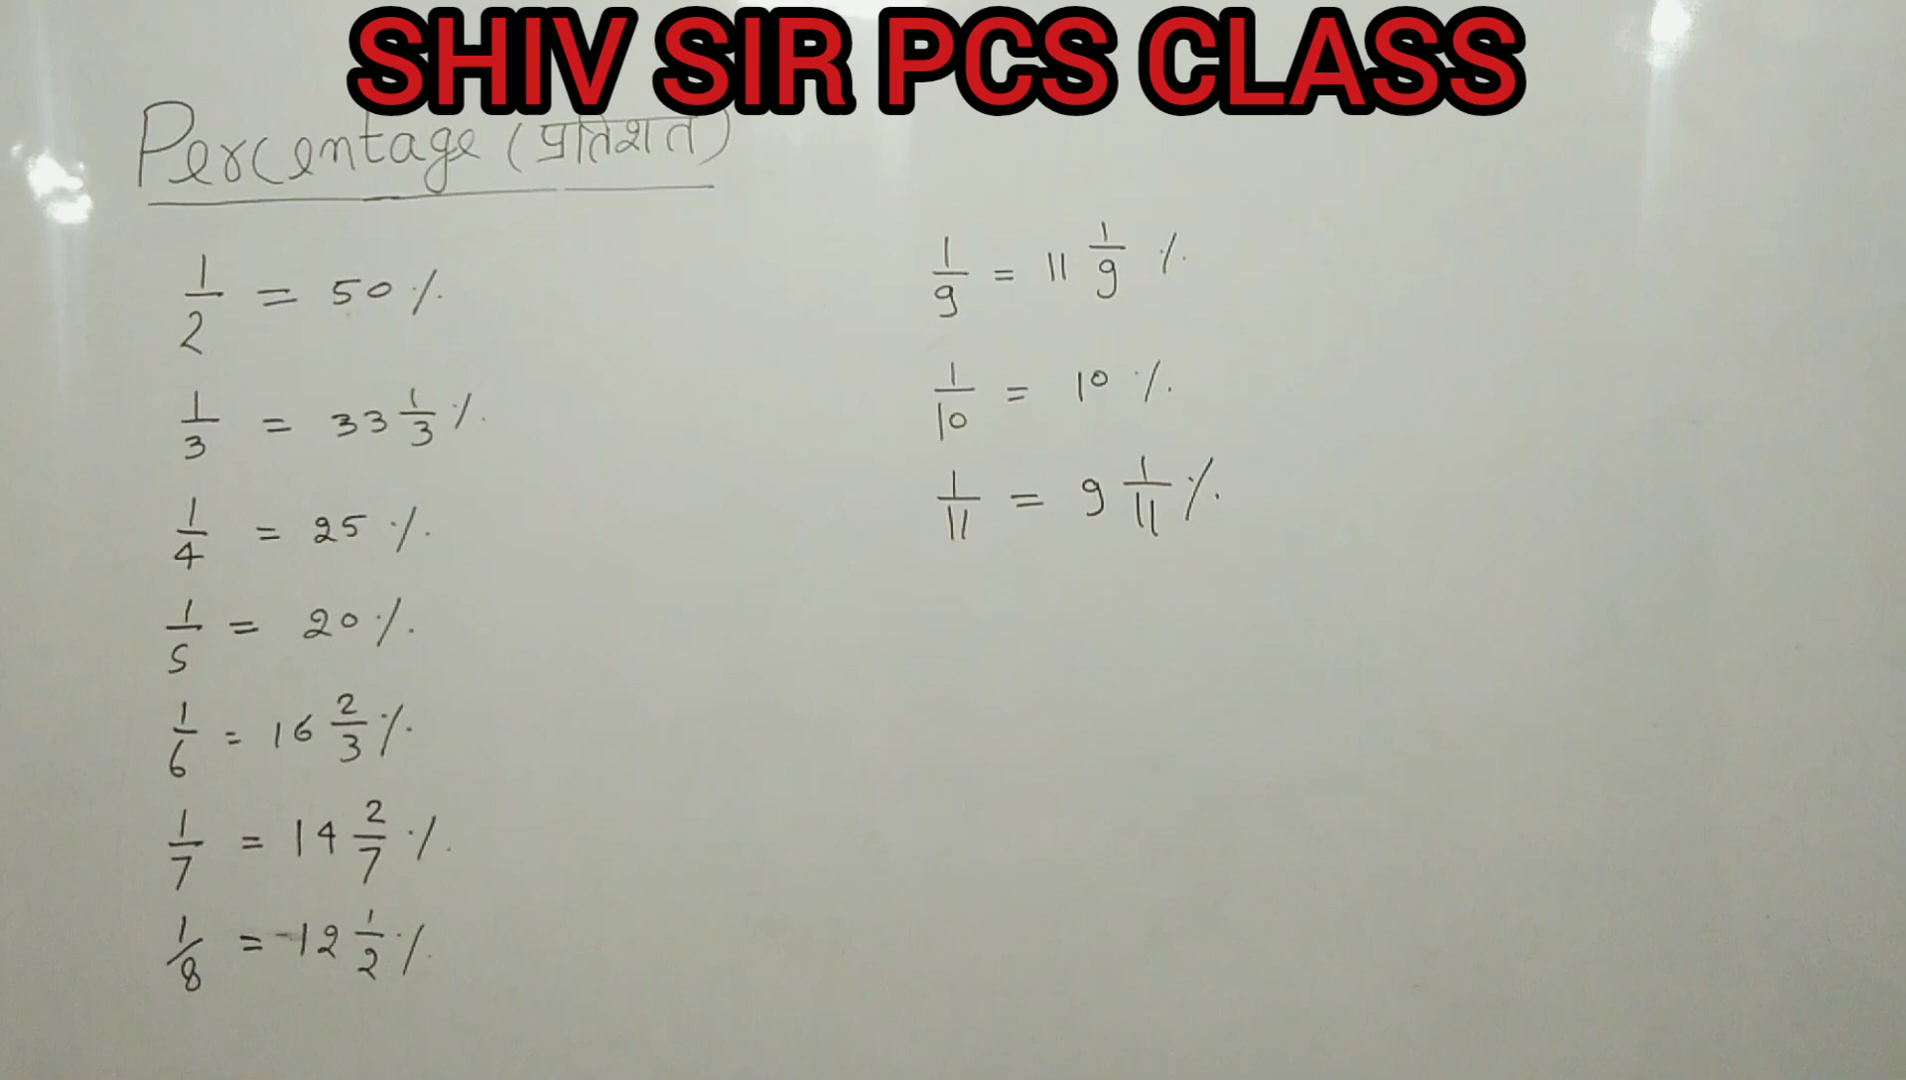 SHIV SIR PCS CLASS
Percentage (प्रतिशत)
1/2 = 50 %
1/3 = 33 1/3 %
1/4 = 25 %
1/5 = 20 %
1/6 = 16 2/3 %
1/7 = 14 2/7 %
1/8 = 12 1/2 %
1/9 = 11 1/9 %
1/10 = 10 %
1/11 = 9 1/11 %